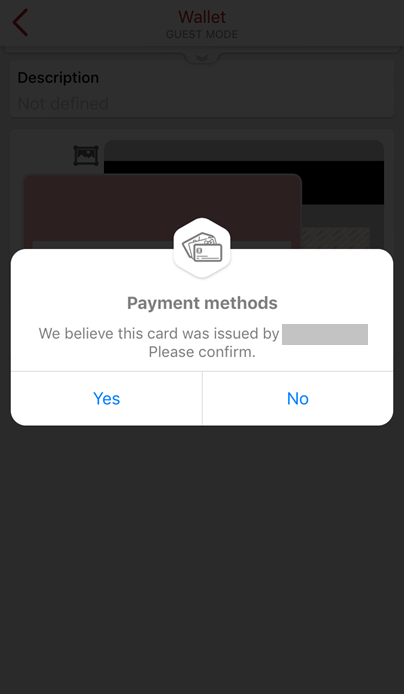 Wallet
GUEST MODE
Description
Not defined
Payment methods
We believe this card was issued by
Please confirm.
Yes
No